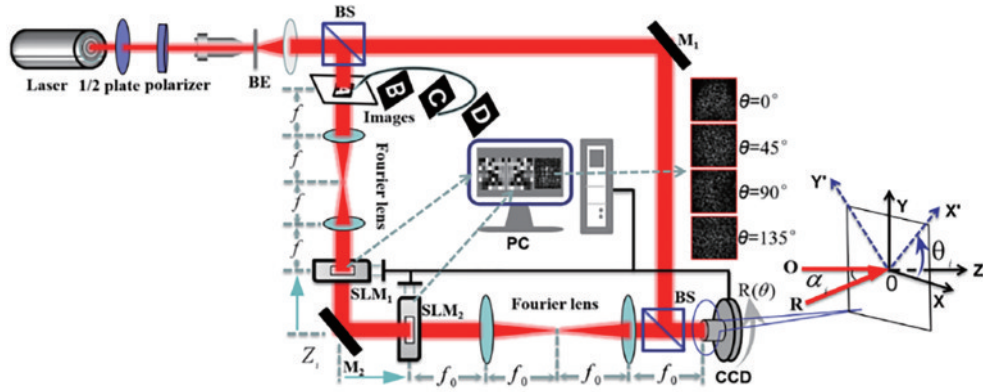 BS
M₁
Laser
1/2 plate
polarizer
BE
A
B
C
D
Images
θ=0°
θ=45°
θ=90°
θ=135°
f
f
f
f
Fourier lens
PC
Y'
Y
X'
θ
Z
O
0
α
R
X
SLM₁
SLM₂
Fourier lens
BS
R(θ)
Z₁
M₂
f₀
f₀
f₀
f₀
CCD